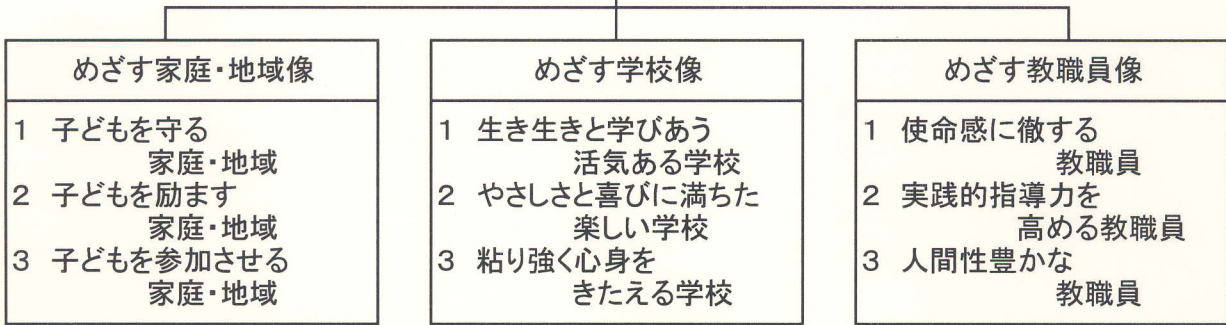 めざす家庭・地域像
1 子どもを守る
家庭・地域
2 子どもを励ます
家庭・地域
3 子どもを参加させる
家庭・地域
めざす学校像
1 生き生きと学びあう
活気ある学校
2 やさしさと喜びに満ちた
楽しい学校
3 粘り強く心身を
きたえる学校
めざす教職員像
1 使命感に徹する
教職員
2 実践的指導力を
高める教職員
3 人間性豊かな
教職員